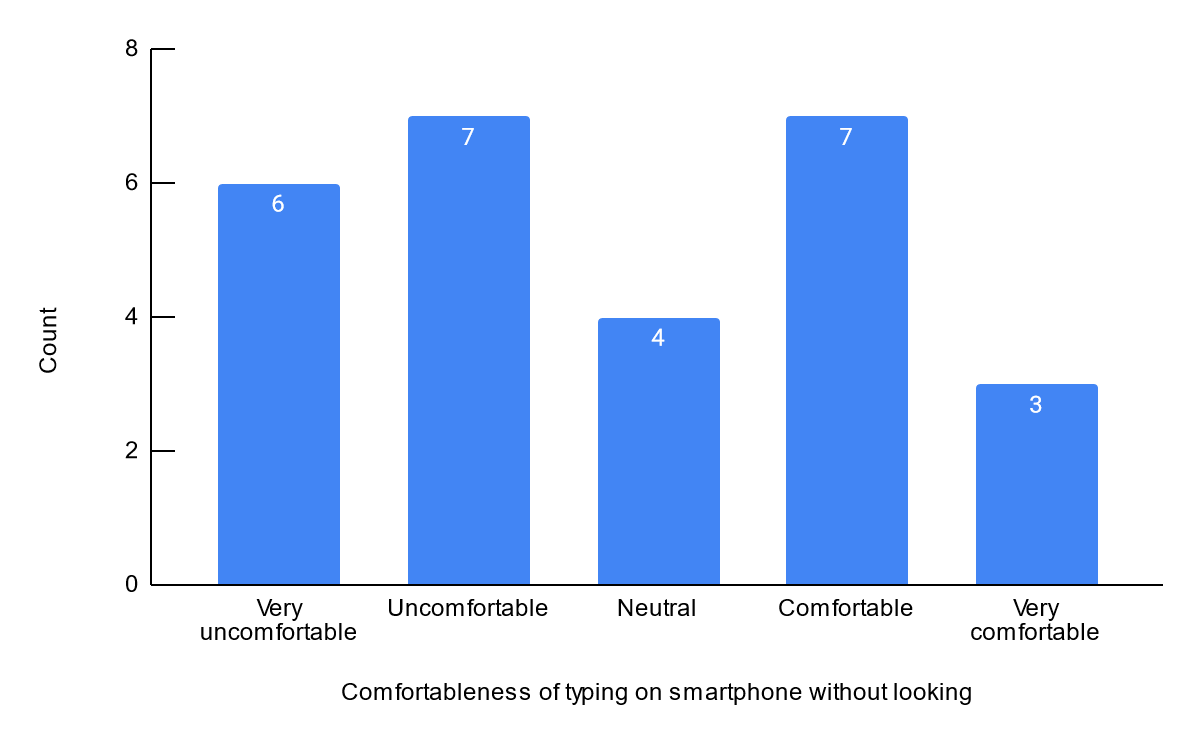 8
6
4
2
0
Count
6
7
4
7
3
Very
uncomfortable
Uncomfortable
Neutral
Comfortable
Very
comfortable
Comfortableness of typing on smartphone without looking